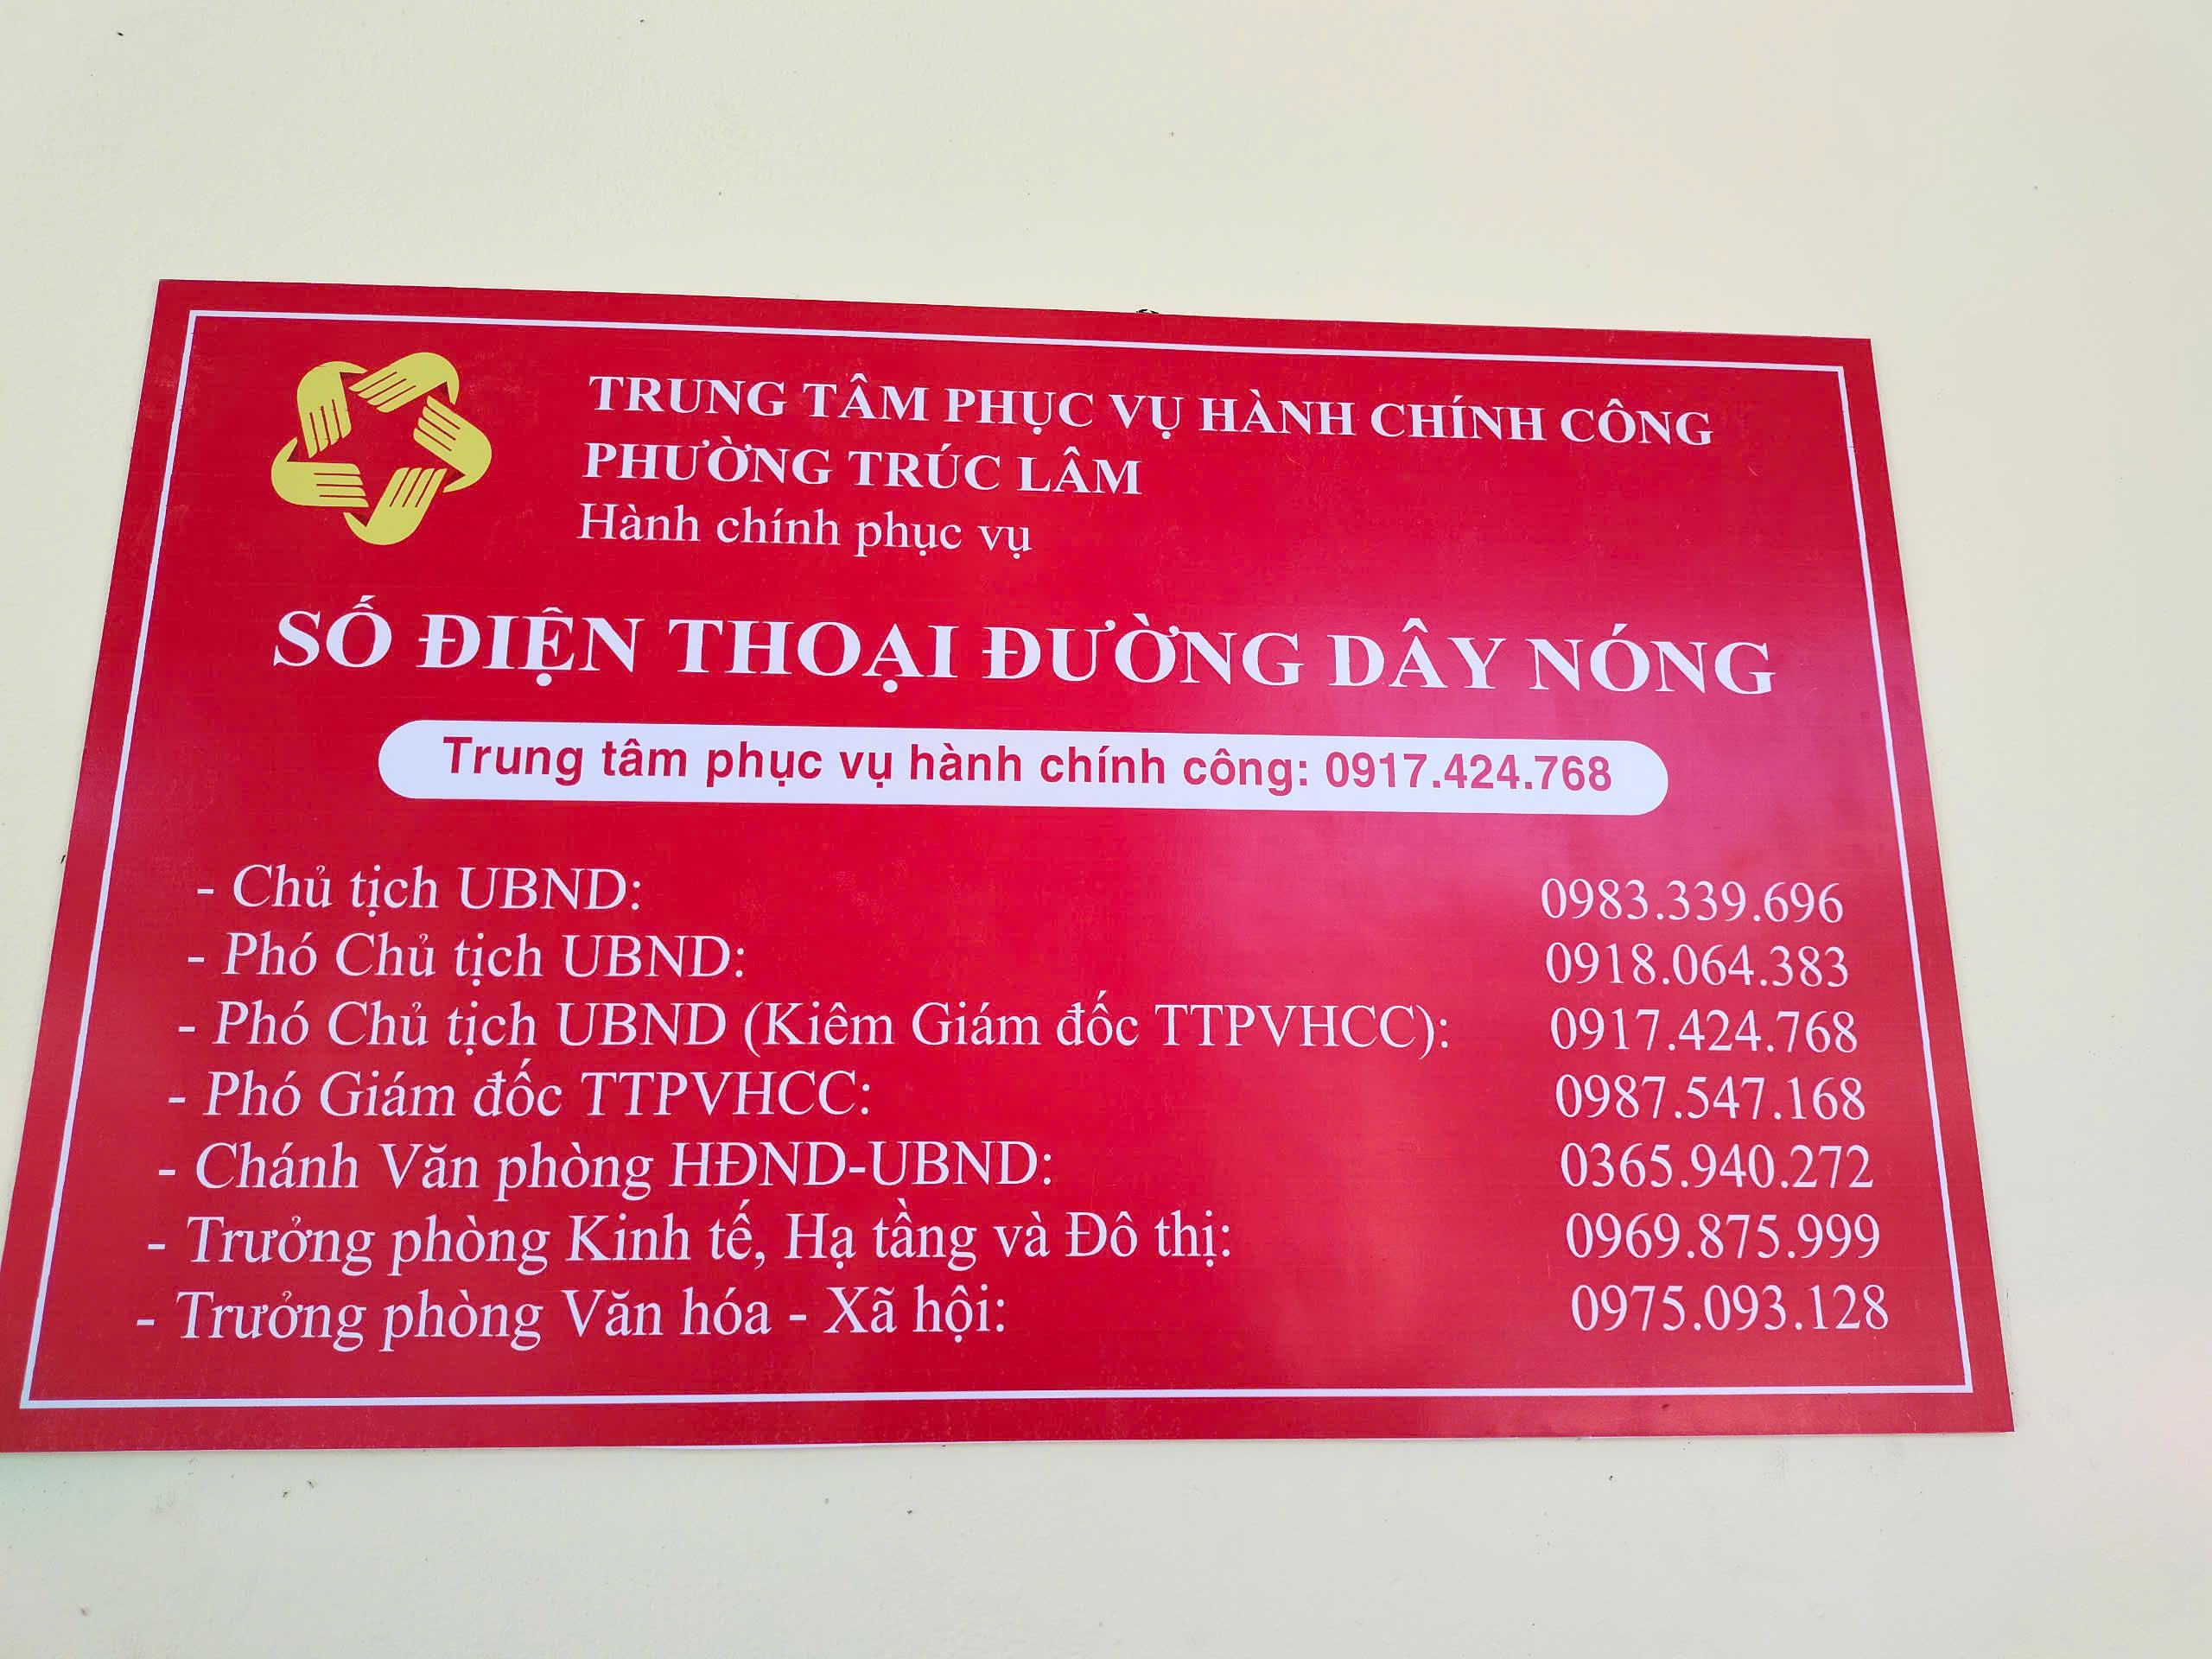 TRUNG TÂM PHỤC VỤ HÀNH CHÍNH CÔNG
PHƯỜNG TRÚC LÂM
Hành chính phục vụ
SỐ ĐIỆN THOẠI ĐƯỜNG DÂY NÓNG
Trung tâm phục vụ hành chính công: 0917.424.768
- Chủ tịch UBND: 0983.339.696
- Phó Chủ tịch UBND: 0918.064.383
- Phó Chủ tịch UBND (Kiêm Giám đốc TTPVHCC): 0917.424.768
- Phó Giám đốc TTPVHCC: 0987.547.168
- Chánh Văn phòng HĐND-UBND: 0365.940.272
- Trưởng phòng Kinh tế, Hạ tầng và Đô thị: 0969.875.999
- Trưởng phòng Văn hóa - Xã hội: 0975.093.128